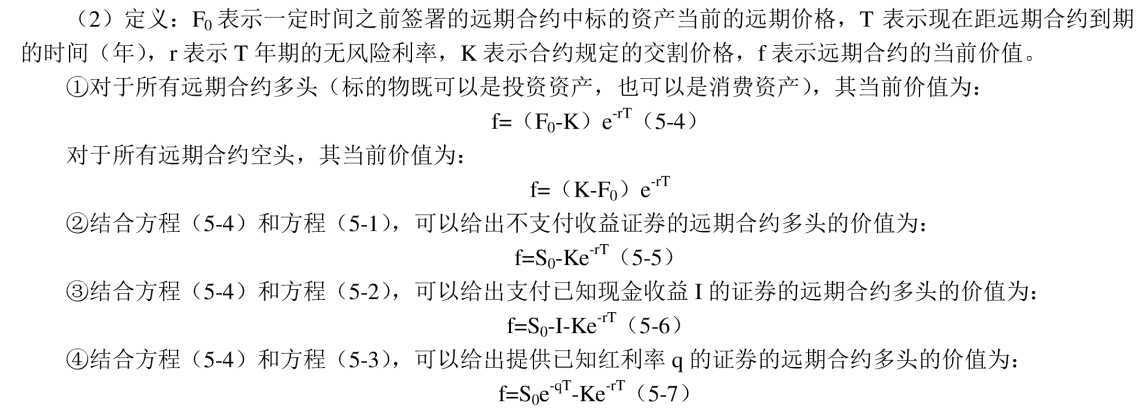 （2）定义：F₀表示一定时间之前签署的远期合约中标的资产当前的远期价格，T 表示现在距远期合约到期
的时间（年），r 表示 T 年期的无风险利率，K 表示合约规定的交割价格，f 表示远期合约的当前价值。
①对于所有远期合约多头（标的物既可以是投资资产，也可以是消费资产），其当前价值为：
f=（F₀-K）e⁻ʳᵀ（5-4）
对于所有远期合约空头，其当前价值为：
f=（K-F₀）e⁻ʳᵀ
②结合方程（5-4）和方程（5-1），可以给出不支付收益证券的远期合约多头的价值为：
f=S₀-Ke⁻ʳᵀ（5-5）
③结合方程（5-4）和方程（5-2），可以给出支付已知现金收益 I 的证券的远期合约多头的价值为：
f=S₀-I-Ke⁻ʳᵀ（5-6）
④结合方程（5-4）和方程（5-3），可以给出提供已知红利率 q 的证券的远期合约多头的价值为：
f=S₀e^-qT-Ke⁻ʳᵀ（5-7）